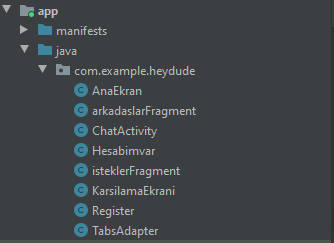 app
manifests
java
com.example.heydude
AnaEkran
arkadaslarFragment
ChatActivity
Hesabimvar
isteklerFragment
KarsilamaEkrani
Register
TabsAdapter